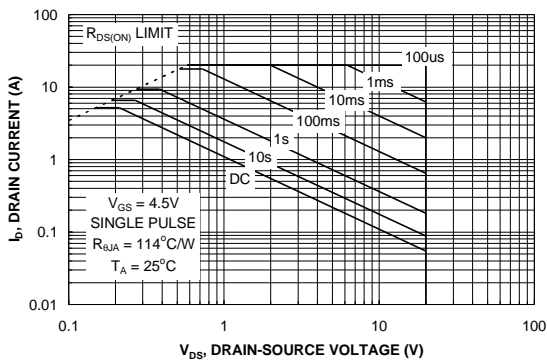 100
10
1
0.1
0.01
0.1
1
10
100
I_D, DRAIN CURRENT (A)
V_DS, DRAIN-SOURCE VOLTAGE (V)
R_DS(ON) LIMIT
100us
1ms
10ms
100ms
1s
10s
DC
V_GS = 4.5V
SINGLE PULSE
R_θJA = 114°C/W
T_A = 25°C